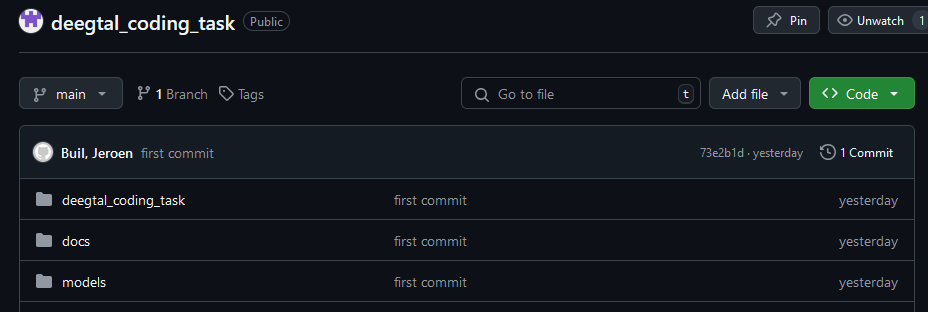 deegtal_coding_task Public Pin Unwatch 1
main 1 Branch Tags Go to file t Add file Code
Buil, Jeroen first commit 73e2b1d · yesterday 1 Commit
deegtal_coding_task first commit yesterday
docs first commit yesterday
models first commit yesterday